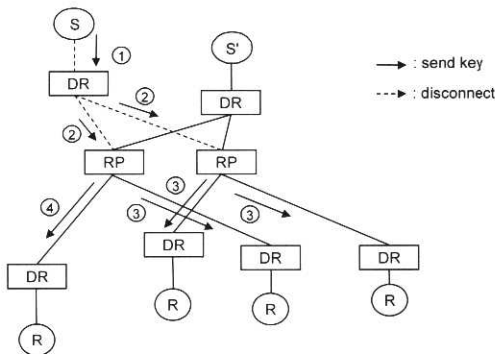 S
①
S'
: send key
DR
②
DR
: disconnect
②
RP
RP
④
③
③
③
DR
DR
DR
DR
R
R
R
R